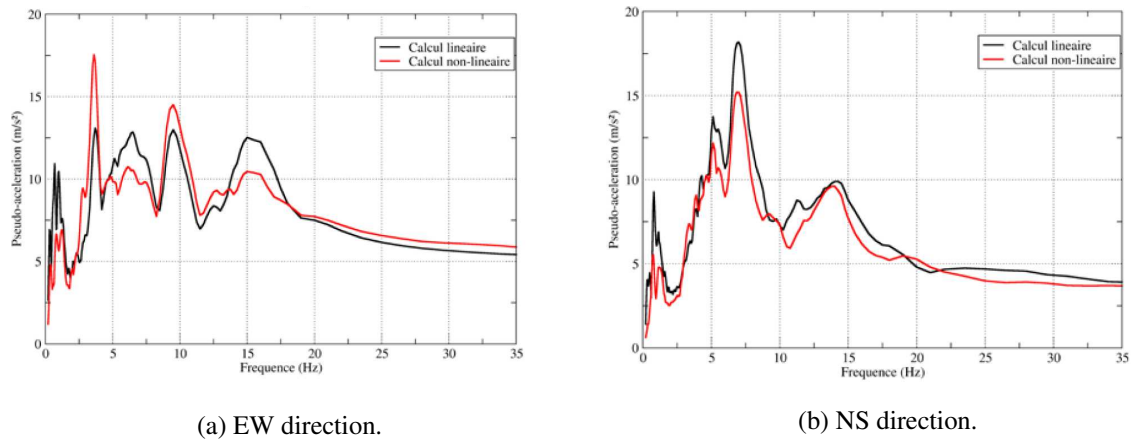 20
15
10
5
0
Pseudo-aceleration (m/s²)
Calcul lineaire
Calcul non-lineaire
0 5 10 15 20 25 30 35
Frequence (Hz)
(a) EW direction.
20
15
10
5
0
Pseudo-aceleration (m/s²)
Calcul lineaire
Calcul non-lineaire
0 5 10 15 20 25 30 35
Frequence (Hz)
(b) NS direction.